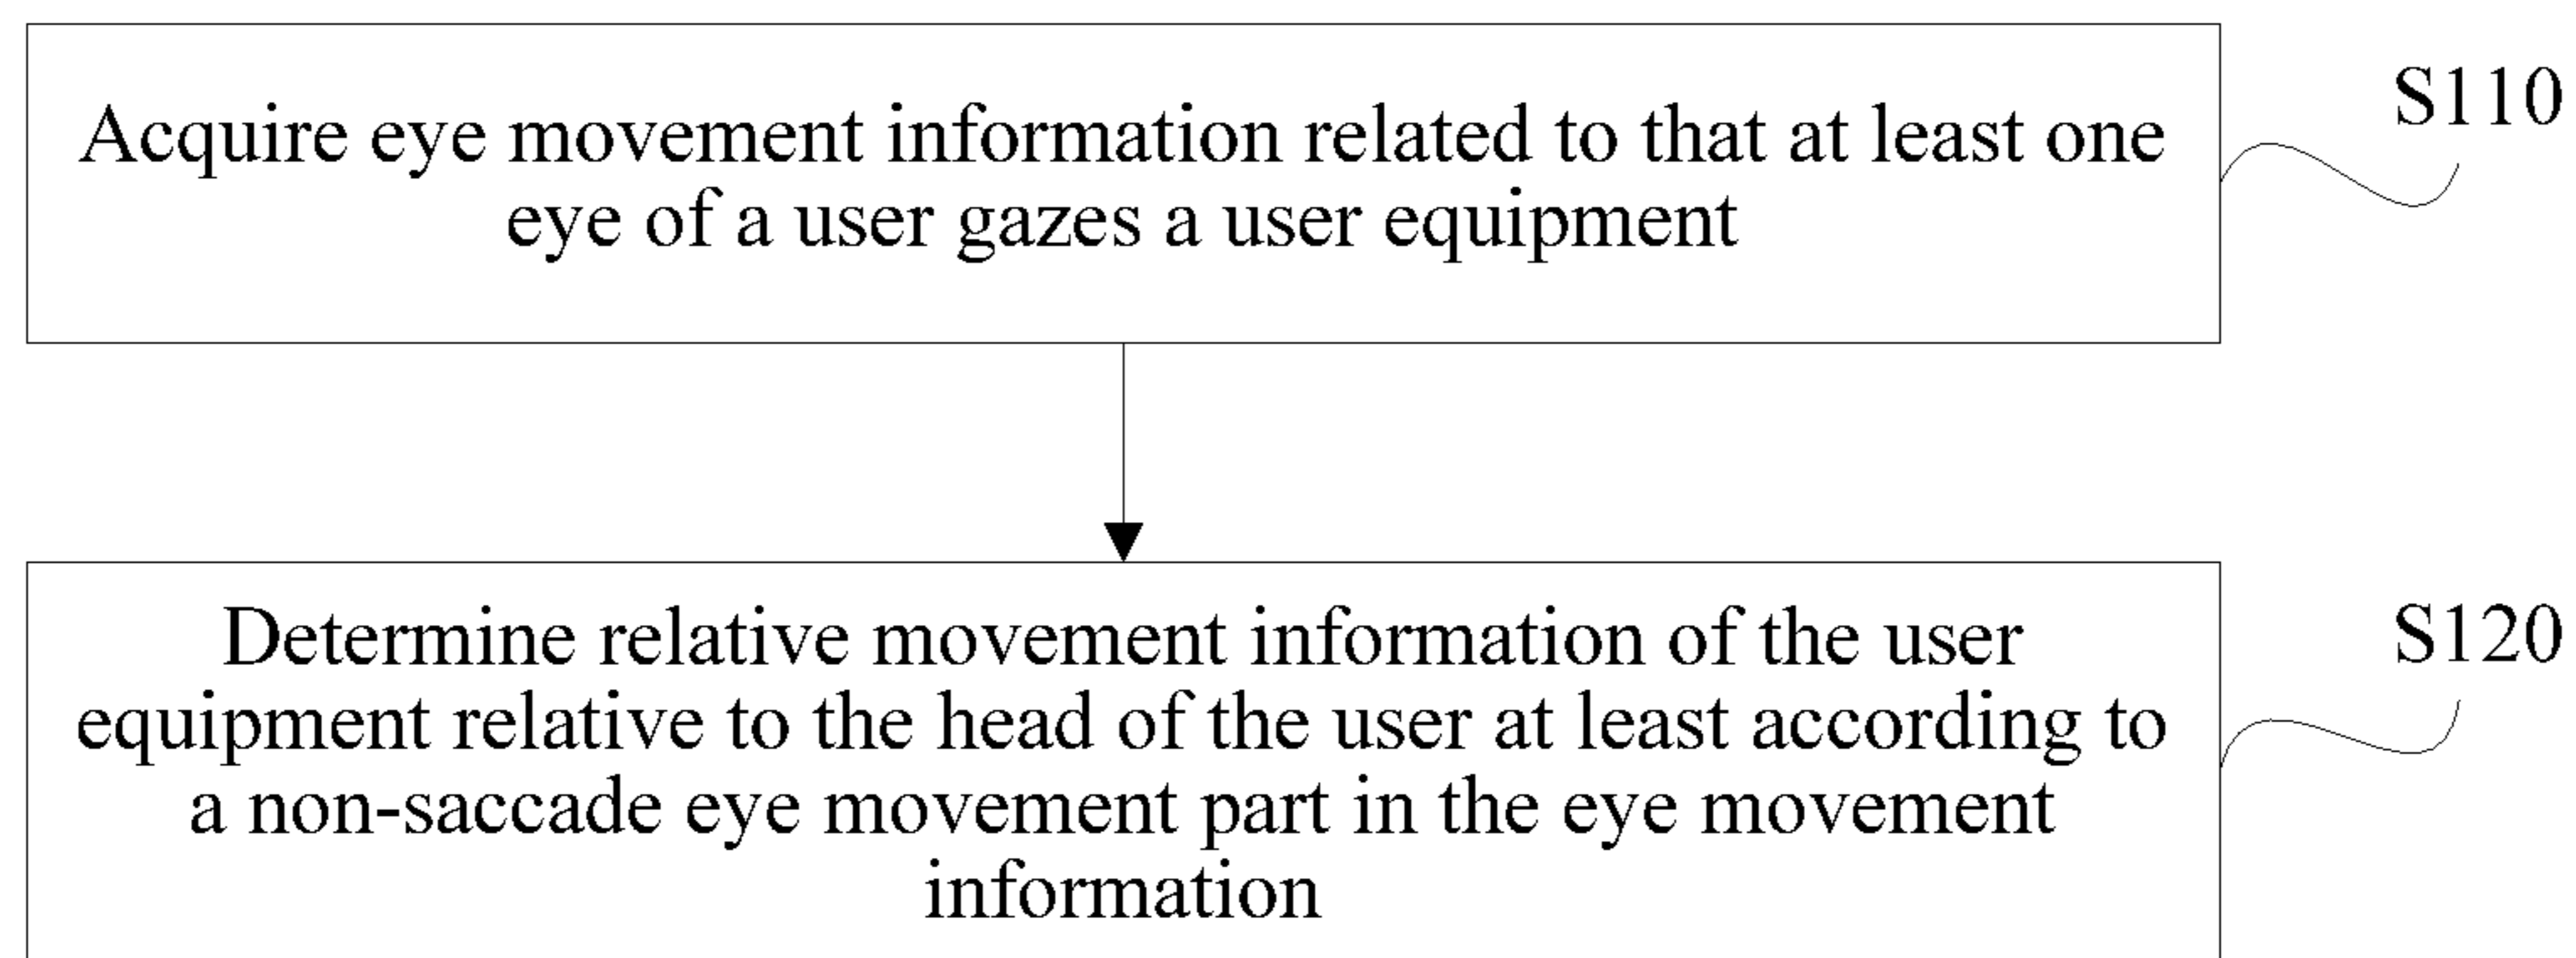 Acquire eye movement information related to that at least one
eye of a user gazes a user equipment
S110
Determine relative movement information of the user
equipment relative to the head of the user at least according to
a non-saccade eye movement part in the eye movement
information
S120